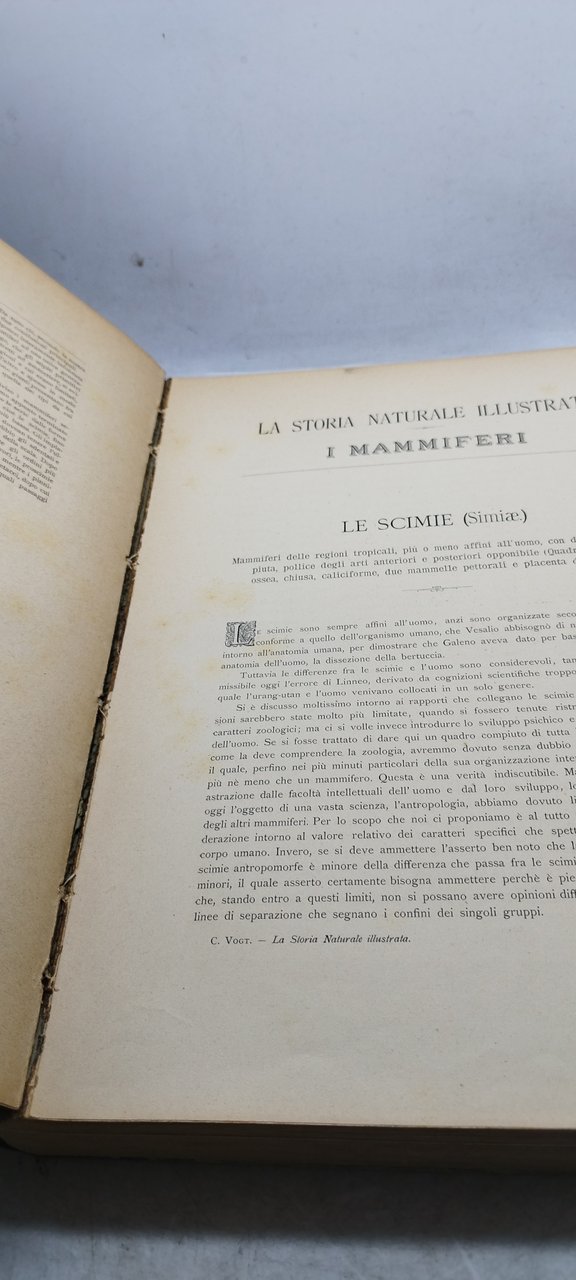 LA STORIA NATURALE ILLUSTRAT
I MAMMIFERI
LE SCIMIE (Simiæ.)
Mammiferi delle regioni tropicali, più o meno affini all'uomo, con d
piuta, pollice degli arti anteriori e posteriori opponibile (Quadr
ossea, chiusa, caliciforme, due mammelle pettorali e placenta d
LE scimie sono sempre affini all'uomo, anzi sono organizzate seco
conforme a quello dell'organismo umano, che Vesalio abbisognò di n
intorno all'anatomia umana, per dimostrare che Galeno aveva dato per bas
anatomia dell'uomo, la dissezione della bertuccia.
Tuttavia le differenze fra le scimie e l'uomo sono considerevoli, tan
missibile oggi l'errore di Linneo, derivato da cognizioni scientifiche troppo
quale l'urang-utan e l'uomo venivano collocati in un solo genere.
Si è discusso moltissimo intorno ai rapporti che collegano le scimie
sioni sarebbero state molto più limitate, quando si fossero tenute ristr
caratteri zoologici; ma ci si volle invece introdurre lo sviluppo psichico e
dell'uomo. Se si fosse trattato di dare qui un quadro compiuto di tutta
come la deve comprendere la zoologia, avremmo dovuto senza dubbio
il quale, perfino nei più minuti particolari della sua organizzazione inter
più nè meno che un mammifero. Questa è una verità indiscutibile. Ma
astrazione dalle facoltà intellettuali dell'uomo e dal loro sviluppo, lo
oggi l'oggetto di una vasta scienza, l'antropologia, abbiamo dovuto li
degli altri mammiferi. Per lo scopo che noi ci proponiamo è al tutto
derazione intorno al valore relativo dei caratteri specifici che spett
corpo umano. Invero, se si deve ammettere l'asserto ben noto che l
scimie antropomorfe è minore della differenza che passa fra le scimi
minori, il quale asserto certamente bisogna ammettere perchè è pie
che, stando entro a questi limiti, non si possano avere opinioni diff
linee di separazione che segnano i confini dei singoli gruppi.
C. VOGT. — La Storia Naturale illustrata.